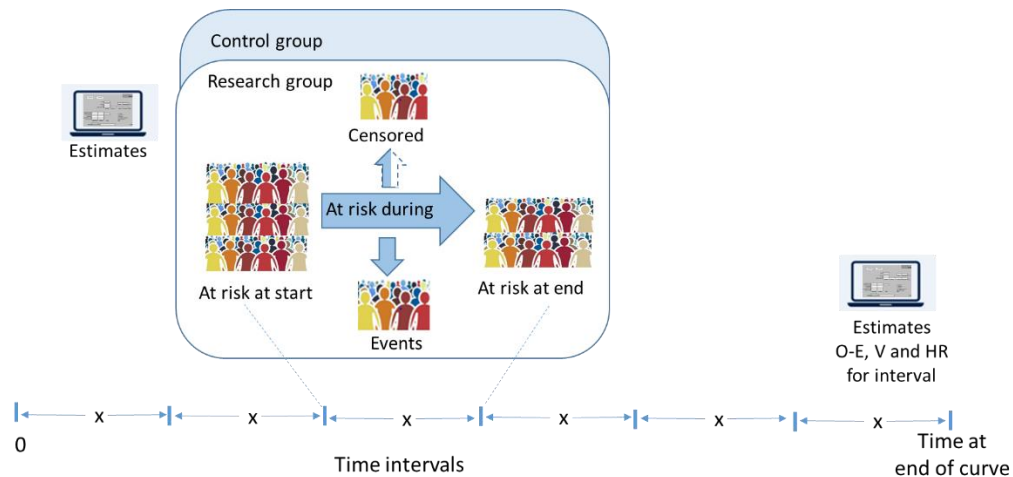 Control group
Research group
Censored
Estimates
At risk during
At risk at start
At risk at end
Events
Estimates
O-E, V and HR
for interval
x
x
x
x
x
x
0
Time intervals
Time at
end of curve